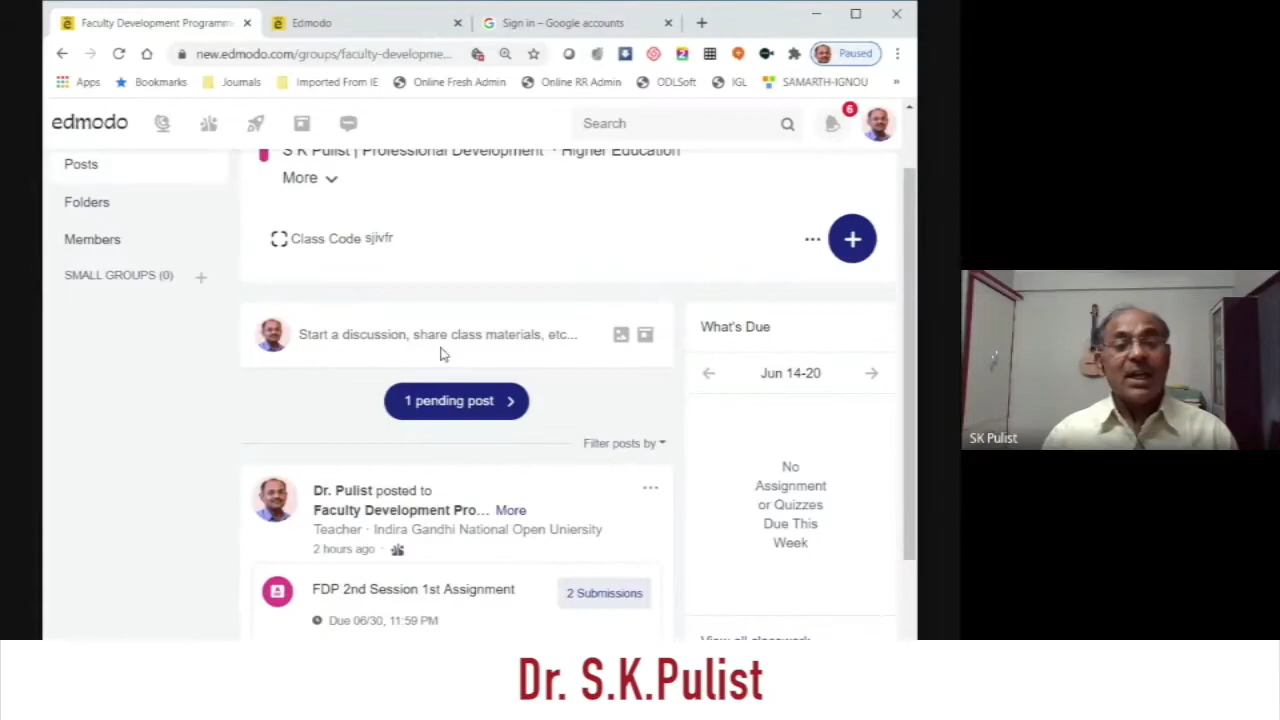 Faculty Development Programme
Edmodo
Sign in – Google accounts
new.edmodo.com/groups/faculty-developme...
Paused
Apps
Bookmarks
Journals
Imported From IE
Online Fresh Admin
Online RR Admin
ODLSoft
IGL
SAMARTH-IGNOU
»
edmodo
Search
6
Posts
Folders
Members
SMALL GROUPS (0)
S K Pulist | Professional Development · Higher Education
More
Class Code sjivfr
Start a discussion, share class materials, etc...
1 pending post
Filter posts by
Dr. Pulist posted to
Faculty Development Pro... More
Teacher · Indira Gandhi National Open Uniersity
2 hours ago
FDP 2nd Session 1st Assignment
2 Submissions
Due 06/30, 11:59 PM
What's Due
Jun 14-20
No
Assignment
or Quizzes
Due This
Week
View all classwork
SK Pulist
Dr. S.K.Pulist